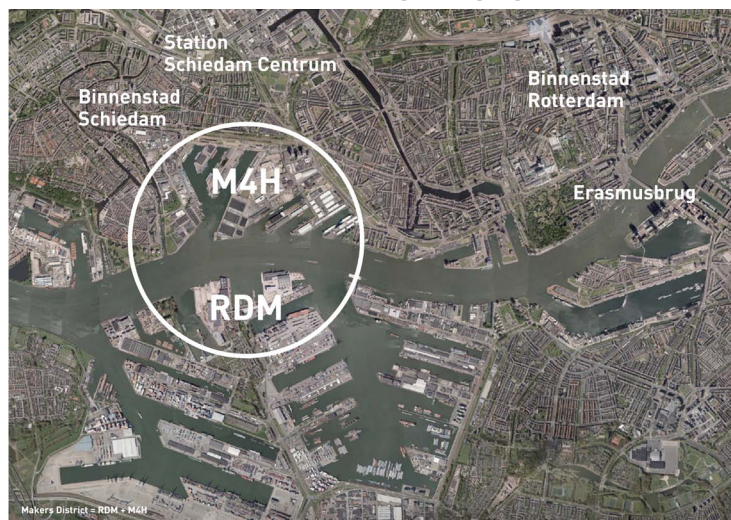 Station
Schiedam Centrum
Binnenstad
Rotterdam
Binnenstad
Schiedam
M4H
Erasmusbrug
RDM
Makers District = RDM + M4H